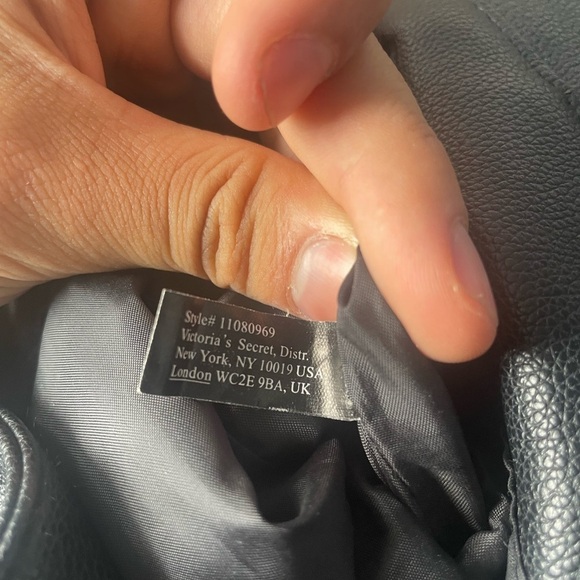 Style# 11080969
Victoria's Secret, Distr.
New York, NY 10019 USA
London WC2E 9BA, UK